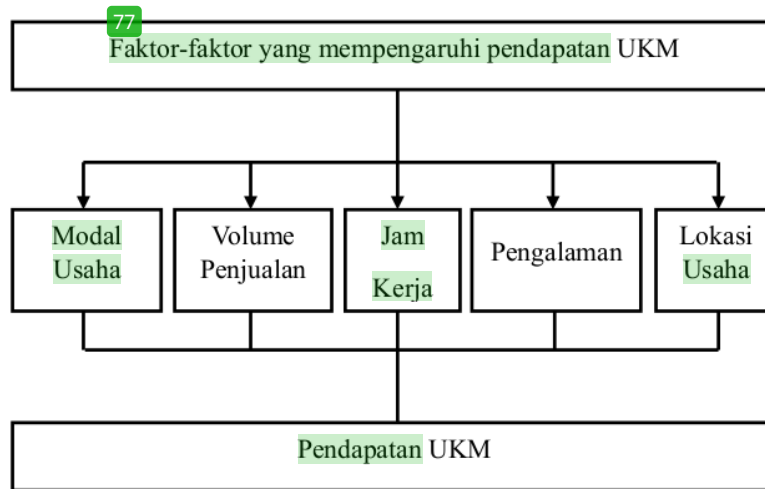 77
Faktor-faktor yang mempengaruhi pendapatan UKM
Modal
Usaha
Volume
Penjualan
Jam
Kerja
Pengalaman
Lokasi
Usaha
Pendapatan UKM